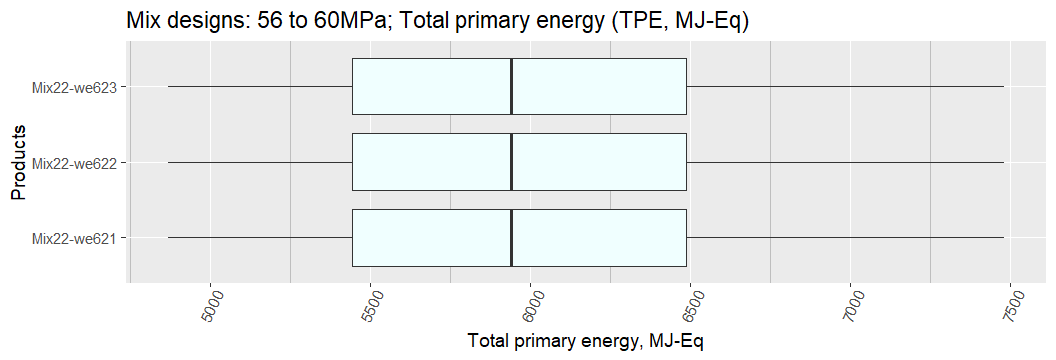 Mix designs: 56 to 60MPa; Total primary energy (TPE, MJ-Eq)
Products
Mix22-we623
Mix22-we622
Mix22-we621
5000
5500
6000
6500
7000
7500
Total primary energy, MJ-Eq